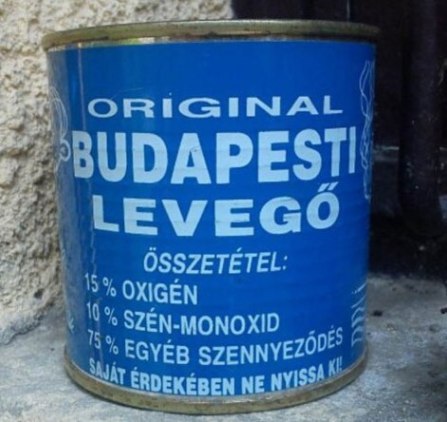 ORIGINAL
BUDAPESTI
LEVEGŐ
ÖSSZETÉTEL:
15 % OXIGÉN
10 % SZÉN-MONOXID
75 % EGYÉB SZENNYEZŐDÉS
SAJÁT ÉRDEKÉBEN NE NYISSA KI!